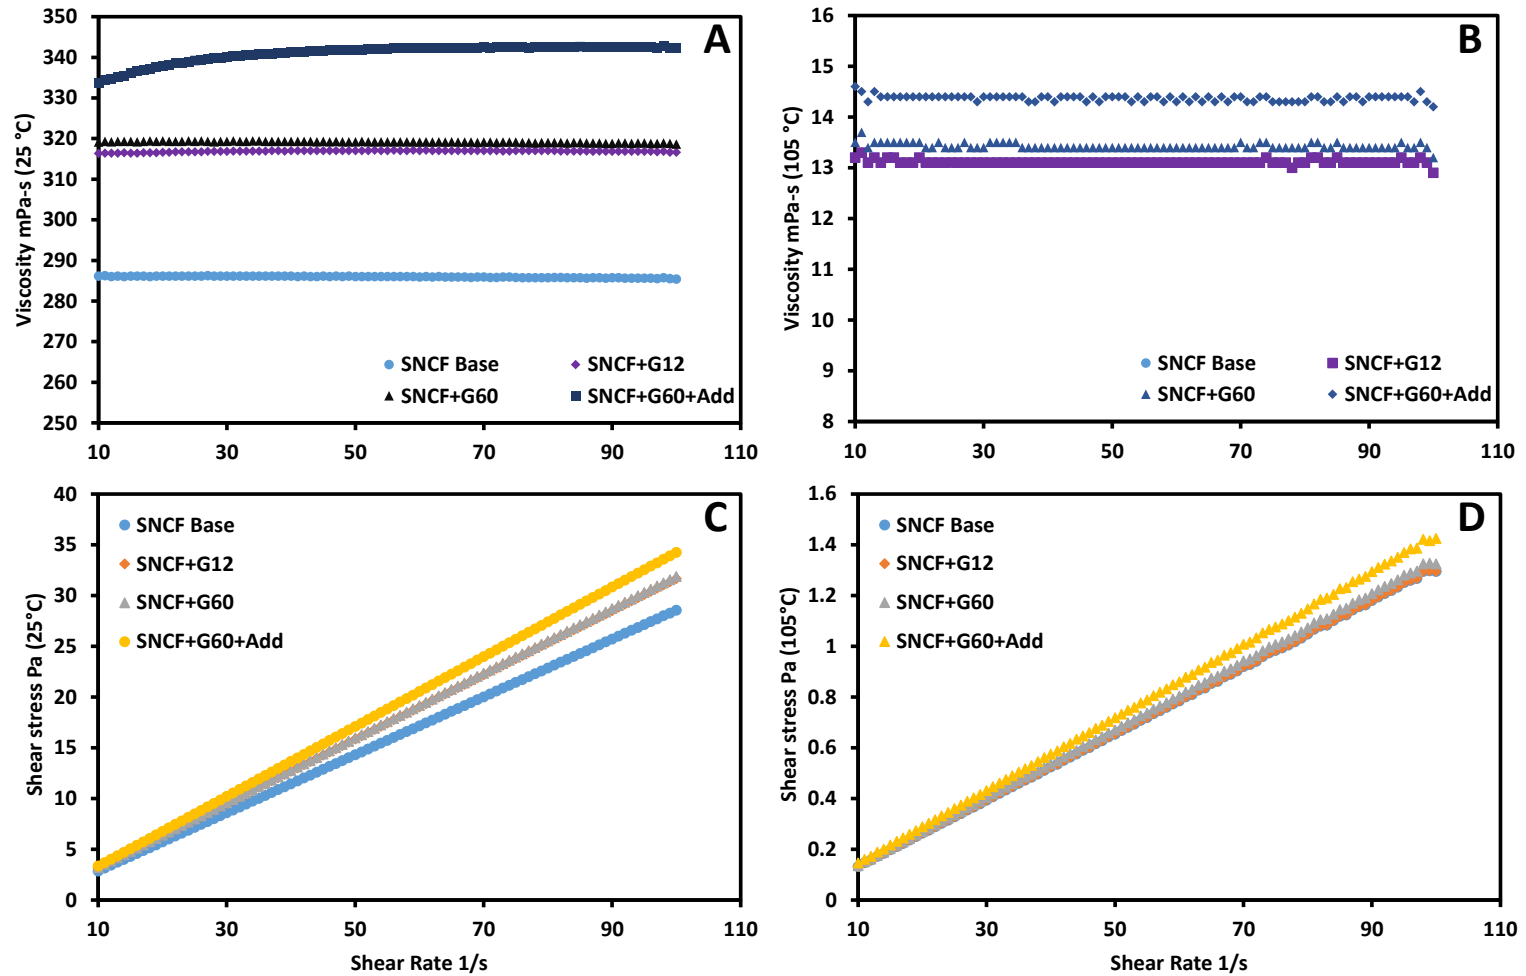 A
Viscosity mPa-s (25 °C)
350
340
330
320
310
300
290
280
270
260
250
10 30 50 70 90 110
SNCF Base SNCF+G12
SNCF+G60 SNCF+G60+Add
B
Viscosity mPa-s (105 °C)
16
15
14
13
12
11
10
9
8
10 30 50 70 90 110
SNCF Base SNCF+G12
SNCF+G60 SNCF+G60+Add
C
Shear stress Pa (25°C)
40
35
30
25
20
15
10
5
0
10 30 50 70 90 110
SNCF Base
SNCF+G12
SNCF+G60
SNCF+G60+Add
Shear Rate 1/s
D
Shear stress Pa (105°C)
1.6
1.4
1.2
1
0.8
0.6
0.4
0.2
0
10 30 50 70 90 110
SNCF Base
SNCF+G12
SNCF+G60
SNCF+G60+Add
Shear Rate 1/s